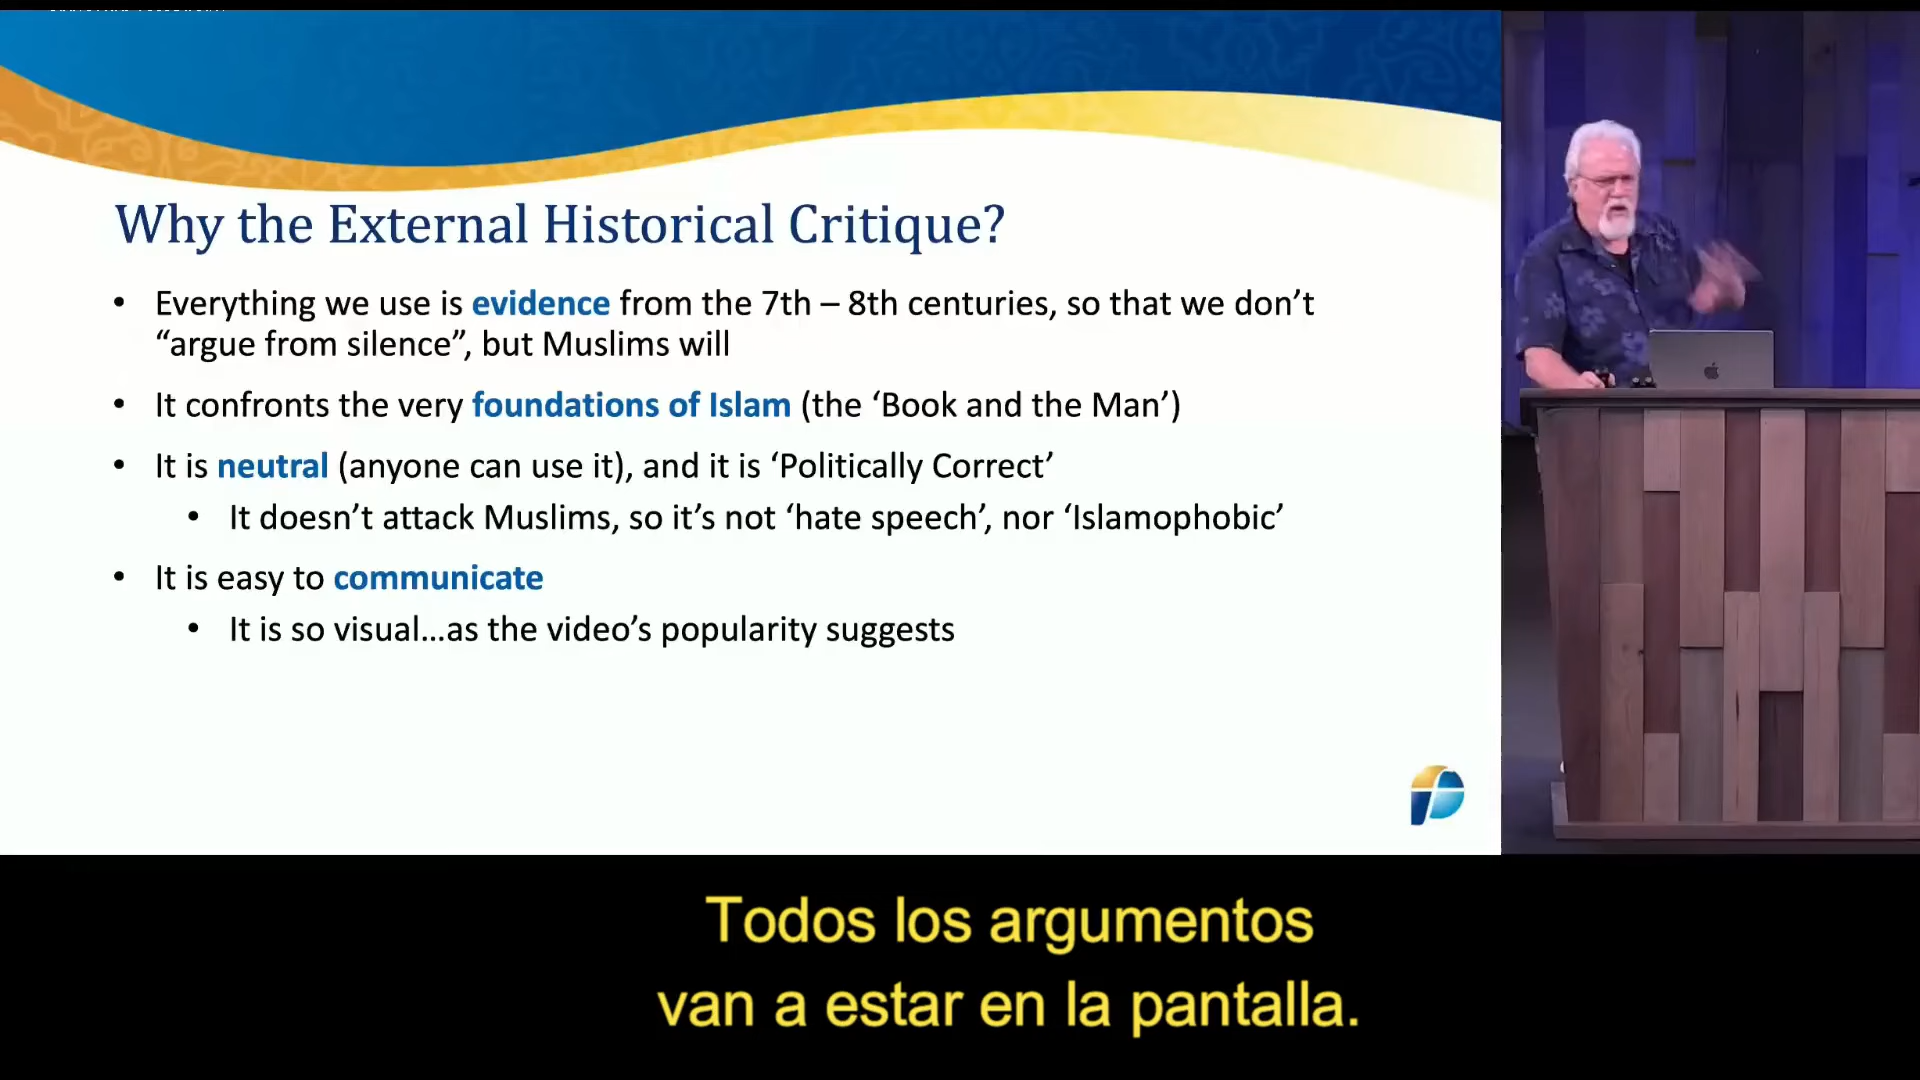 Why the External Historical Critique?
• Everything we use is evidence from the 7th – 8th centuries, so that we don’t
“argue from silence”, but Muslims will
• It confronts the very foundations of Islam (the ‘Book and the Man’)
• It is neutral (anyone can use it), and it is ‘Politically Correct’
• It doesn’t attack Muslims, so it’s not ‘hate speech’, nor ‘Islamophobic’
• It is easy to communicate
• It is so visual...as the video’s popularity suggests
Todos los argumentos
van a estar en la pantalla.